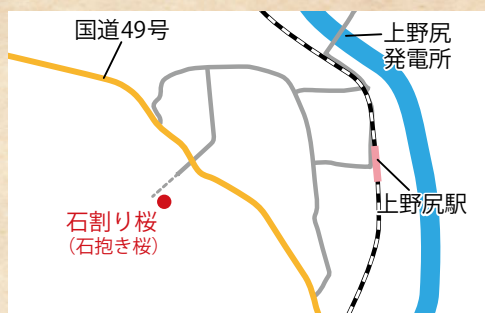 国道49号
上野尻
発電所
上野尻駅
石割り桜
（石抱き桜）